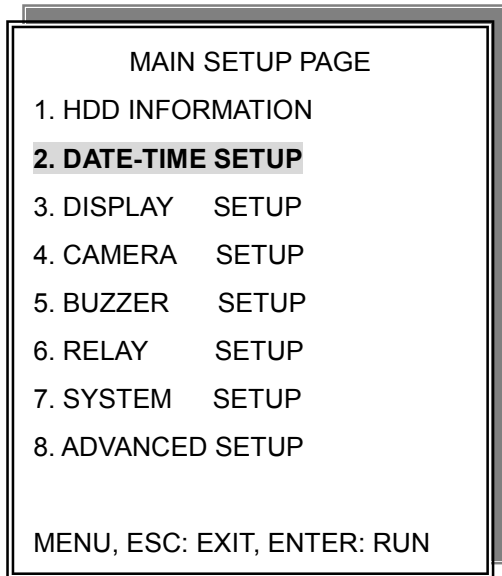 MAIN SETUP PAGE
1. HDD INFORMATION
2. DATE-TIME SETUP
3. DISPLAY SETUP
4. CAMERA SETUP
5. BUZZER SETUP
6. RELAY SETUP
7. SYSTEM SETUP
8. ADVANCED SETUP
MENU, ESC: EXIT, ENTER: RUN